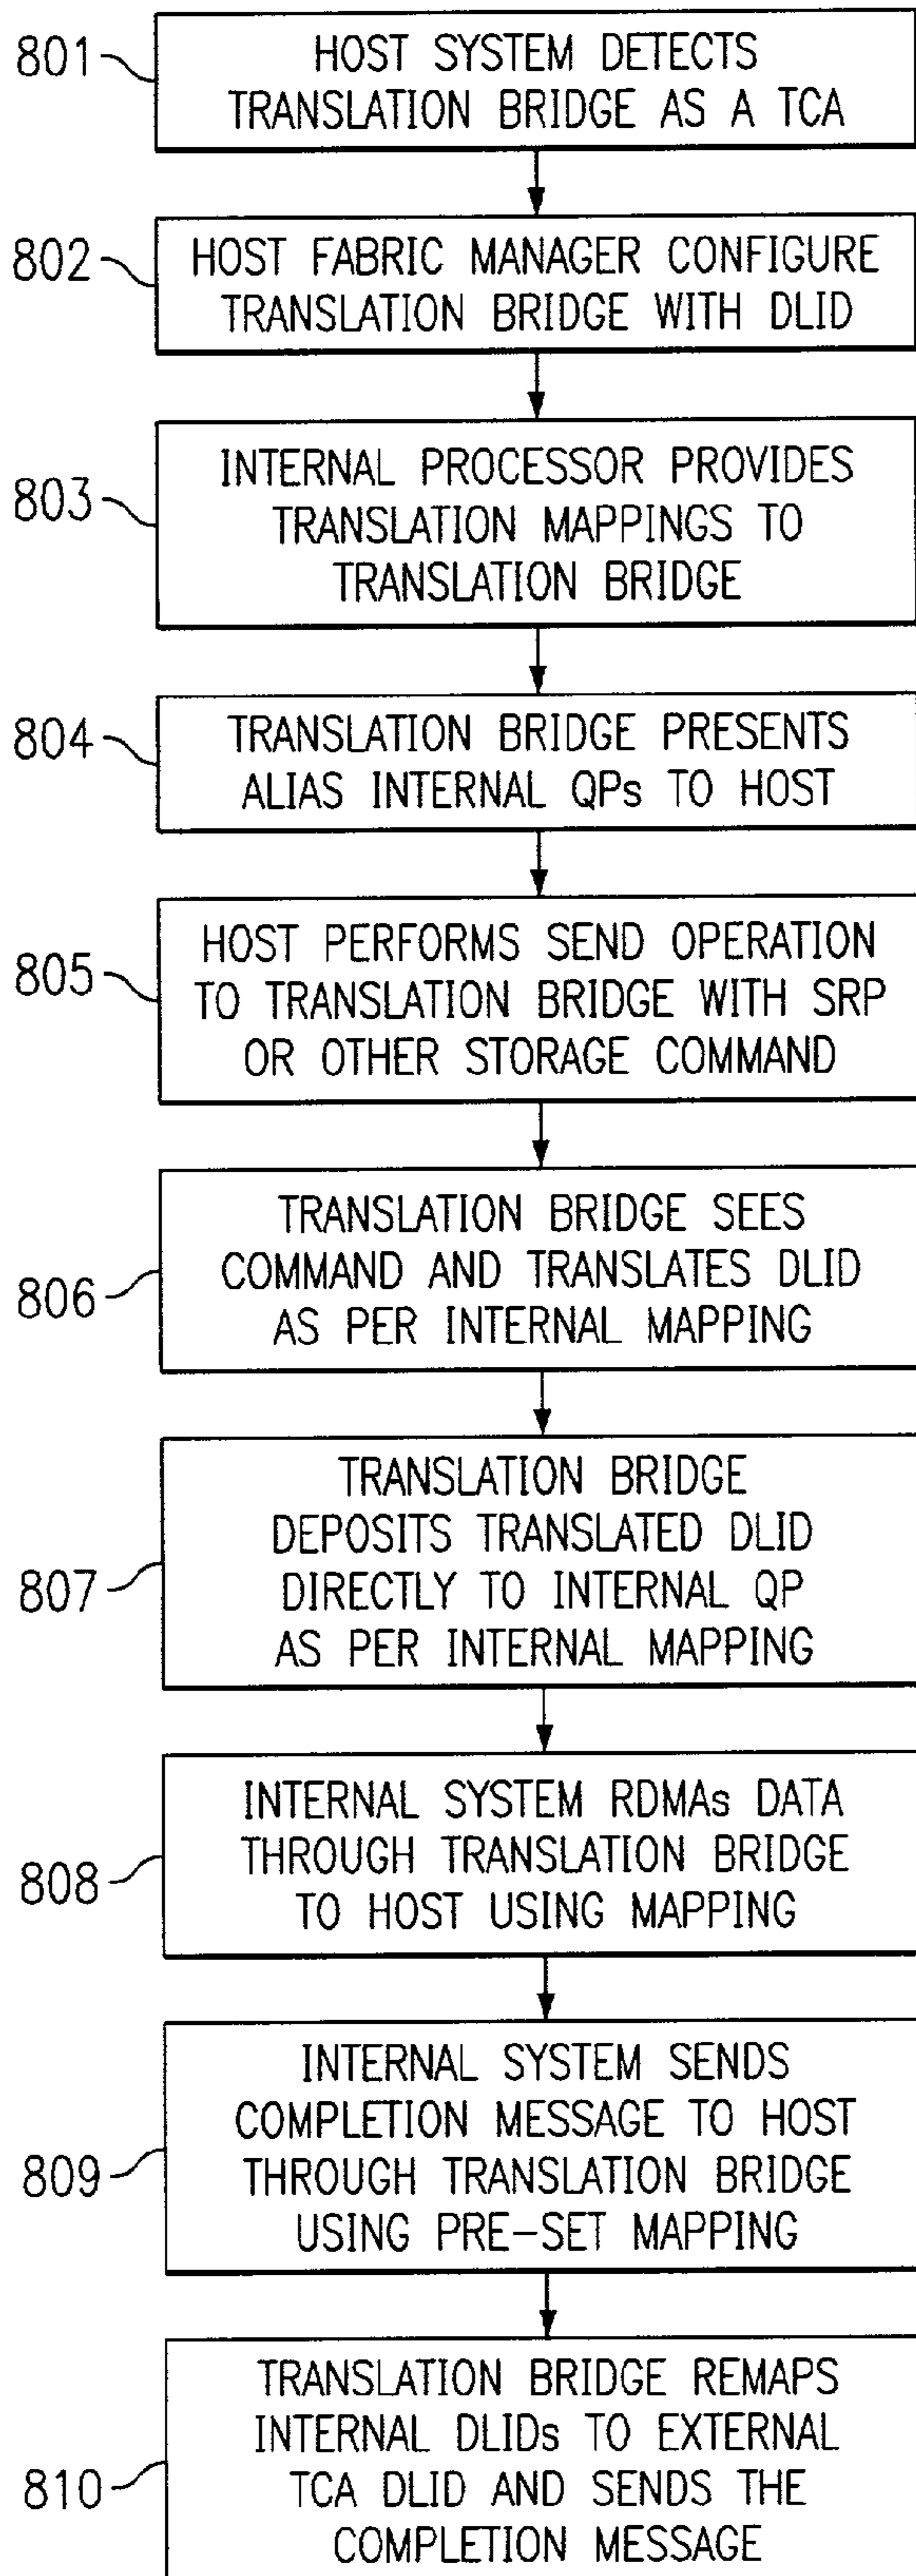 801
HOST SYSTEM DETECTS
TRANSLATION BRIDGE AS A TCA
802
HOST FABRIC MANAGER CONFIGURE
TRANSLATION BRIDGE WITH DLID
803
INTERNAL PROCESSOR PROVIDES
TRANSLATION MAPPINGS TO
TRANSLATION BRIDGE
804
TRANSLATION BRIDGE PRESENTS
ALIAS INTERNAL QPs TO HOST
805
HOST PERFORMS SEND OPERATION
TO TRANSLATION BRIDGE WITH SRP
OR OTHER STORAGE COMMAND
806
TRANSLATION BRIDGE SEES
COMMAND AND TRANSLATES DLID
AS PER INTERNAL MAPPING
807
TRANSLATION BRIDGE
DEPOSITS TRANSLATED DLID
DIRECTLY TO INTERNAL QP
AS PER INTERNAL MAPPING
808
INTERNAL SYSTEM RDMAs DATA
THROUGH TRANSLATION BRIDGE
TO HOST USING MAPPING
809
INTERNAL SYSTEM SENDS
COMPLETION MESSAGE TO HOST
THROUGH TRANSLATION BRIDGE
USING PRE-SET MAPPING
810
TRANSLATION BRIDGE REMAPS
INTERNAL DLIDs TO EXTERNAL
TCA DLID AND SENDS THE
COMPLETION MESSAGE